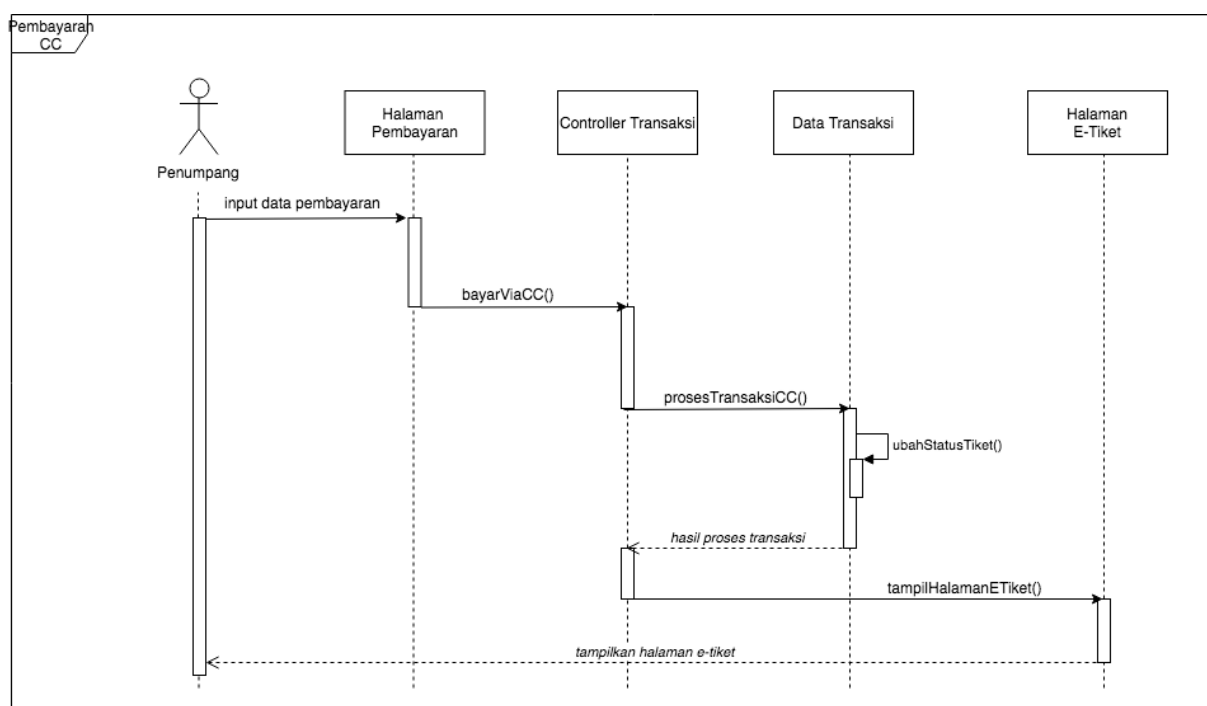 Pembayaran
CC
Penumpang
Halaman
Pembayaran
Controller Transaksi
Data Transaksi
Halaman
E-Tiket
input data pembayaran
bayarViaCC()
prosesTransaksiCC()
ubahStatusTiket()
hasil proses transaksi
tampilHalamanETiket()
tampilkan halaman e-tiket